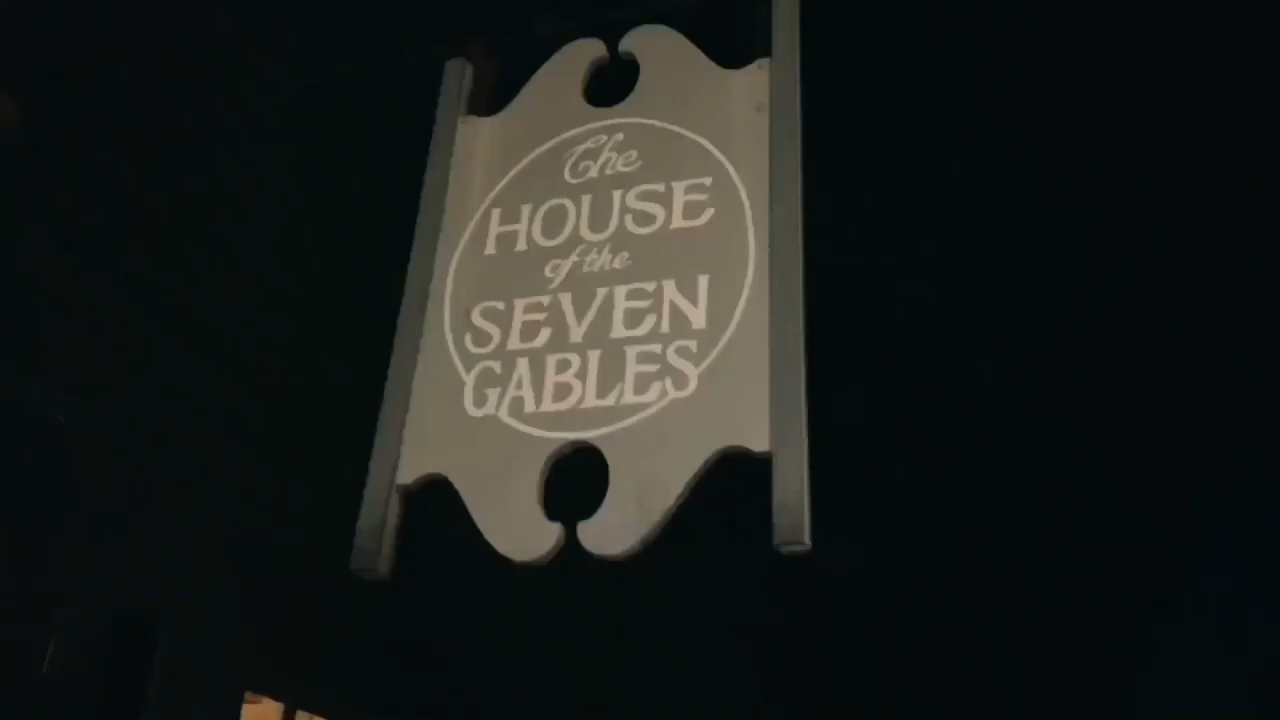 The
HOUSE
of the
SEVEN
GABLES